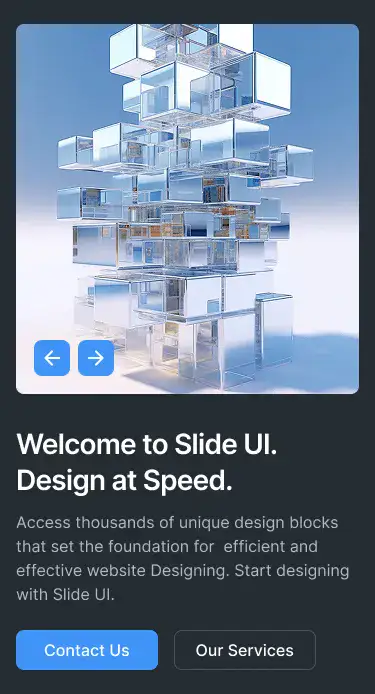 Welcome to Slide UI.
Design at Speed.
Access thousands of unique design blocks
that set the foundation for  efficient and
effective website Designing. Start designing
with Slide UI.
Contact Us
Our Services